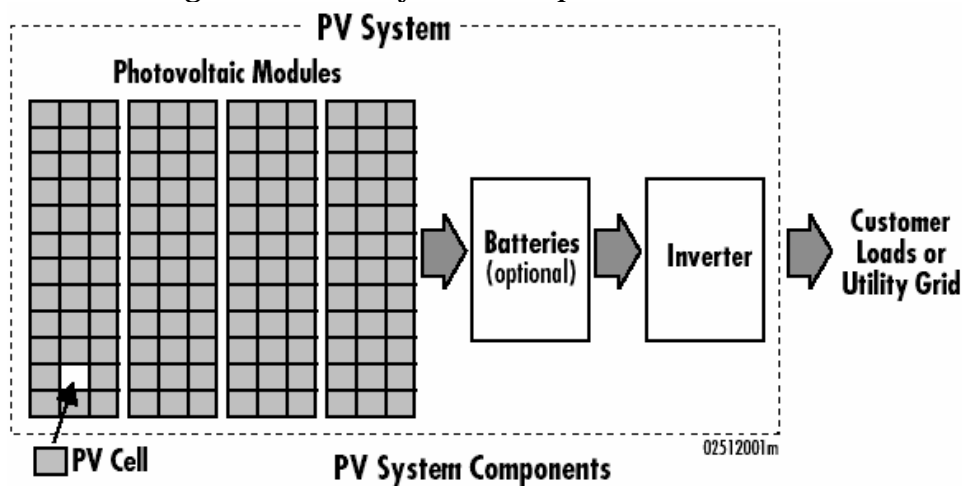 PV System
Photovoltaic Modules
Batteries
(optional)
Inverter
Customer
Loads or
Utility Grid
02512001m
PV Cell
PV System Components